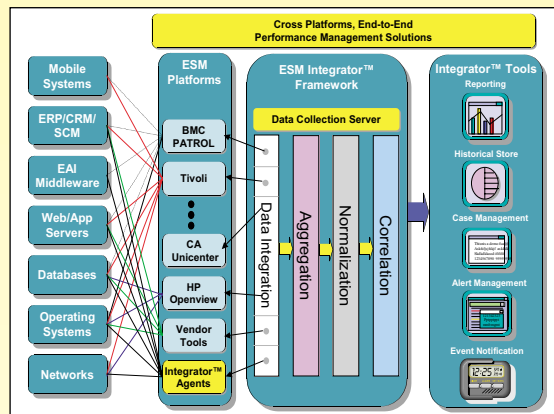 Cross Platforms, End-to-End
Performance Management Solutions
Mobile
Systems
ERP/CRM/
SCM
EAI
Middleware
Web/App
Servers
Databases
Operating
Systems
Networks
ESM
Platforms
BMC
PATROL
Tivoli
CA
Unicenter
HP
Openview
Vendor
Tools
Integrator™
Agents
ESM Integrator™
Framework
Data Collection Server
Data Integration
Aggregation
Normalization
Correlation
Integrator™ Tools
Reporting
Historical Store
Case Management
Alert Management
Event Notification
12:25